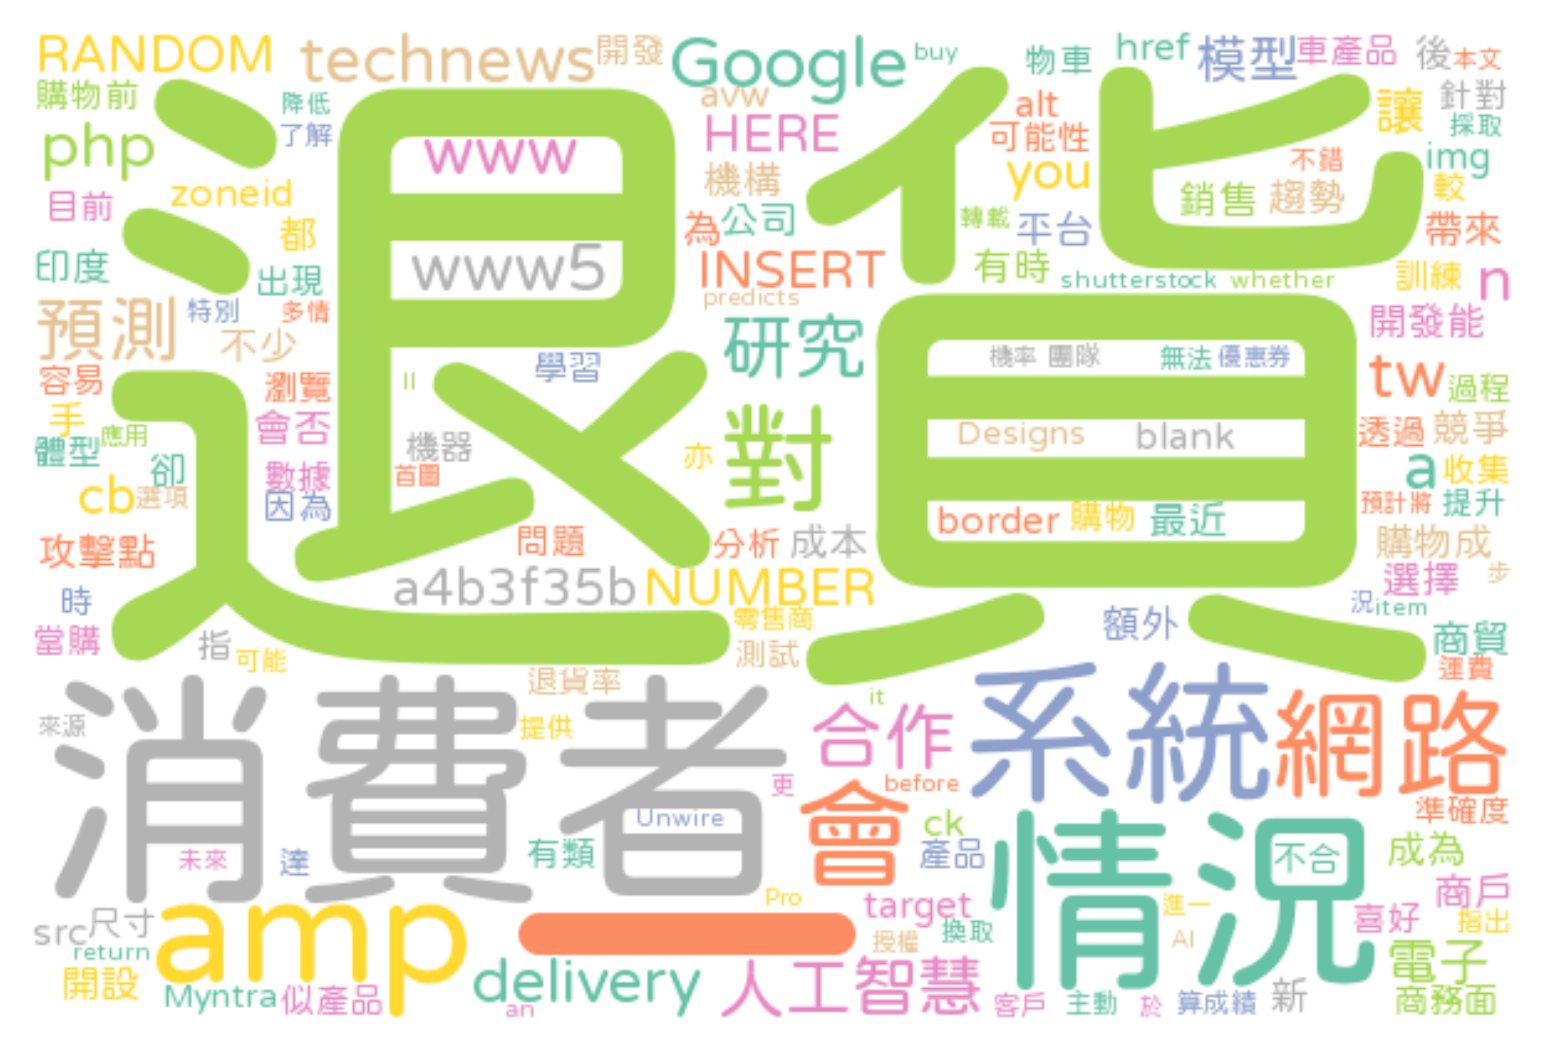 RANDOM
technews
開發
Google
buy
物車
href
模型
車產品
後
本文
購物前
降低
avw
alt
讓
針對
php
了解
www
HERE
可能性
採取
目前
zoneid
機構
you
不錯
img
都
為
公司
轉載
平台
銷售
趨勢
較
印度
出現
www5
INSERT
有時
帶來
退貨
shutterstock
whether
訓練
n
預測
特別
多情
predicts
開發能
不少
研究
容易
瀏覽
學習
機率
團隊
無法
優惠券
tw
過程
手
應用
會否
ll
對
Designs
blank
透過
競爭
體型
卻
數據
機器
亦
a
收集
cb
選項
因為
首圖
border
購物
最近
預計將
提升
攻擊點
問題
分析
成本
購物成
時
a4b3f35b
NUMBER
選擇
步
當購
指
可能
零售商
額外
況
item
測試
商貿
退貨率
運費
來源
消費者
提供
it
合作
系統
網路
更
before
Unwire
會
ck
情況
準確度
未來
達
有類
產品
不合
成為
src
尺寸
amp
一
Pro
target
進一
商戶
return
授權
換取
AI
喜好
指出
開設
Myntra
似產品
delivery
an
人工智慧
客戶
主動
於
算成績
新
電子
商務面